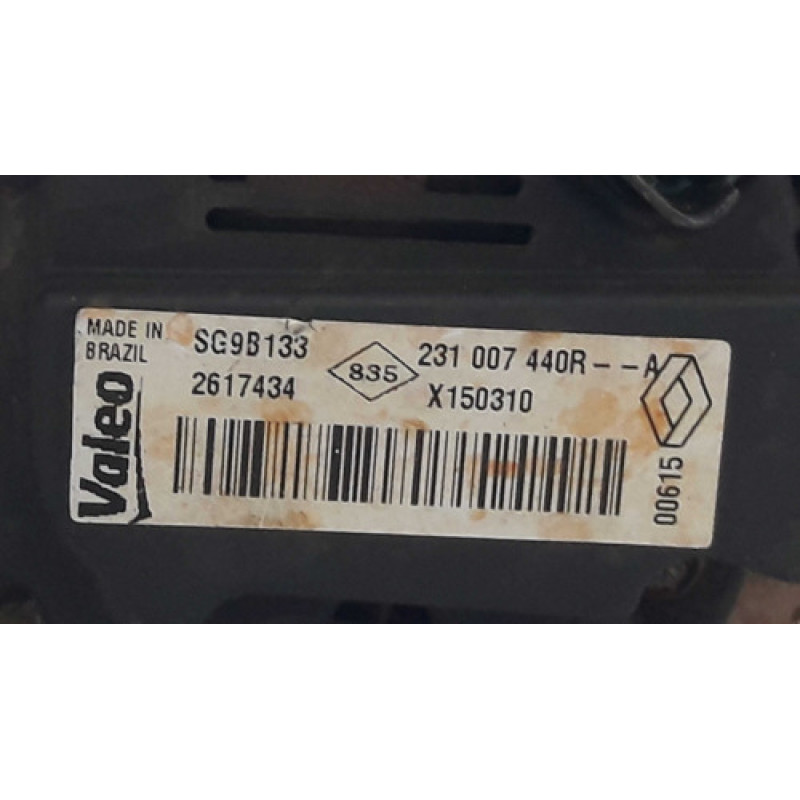 MADE IN
BRAZIL
Valeo
SG9B133
2617434
835
231 007 440R--A
X150310
00615